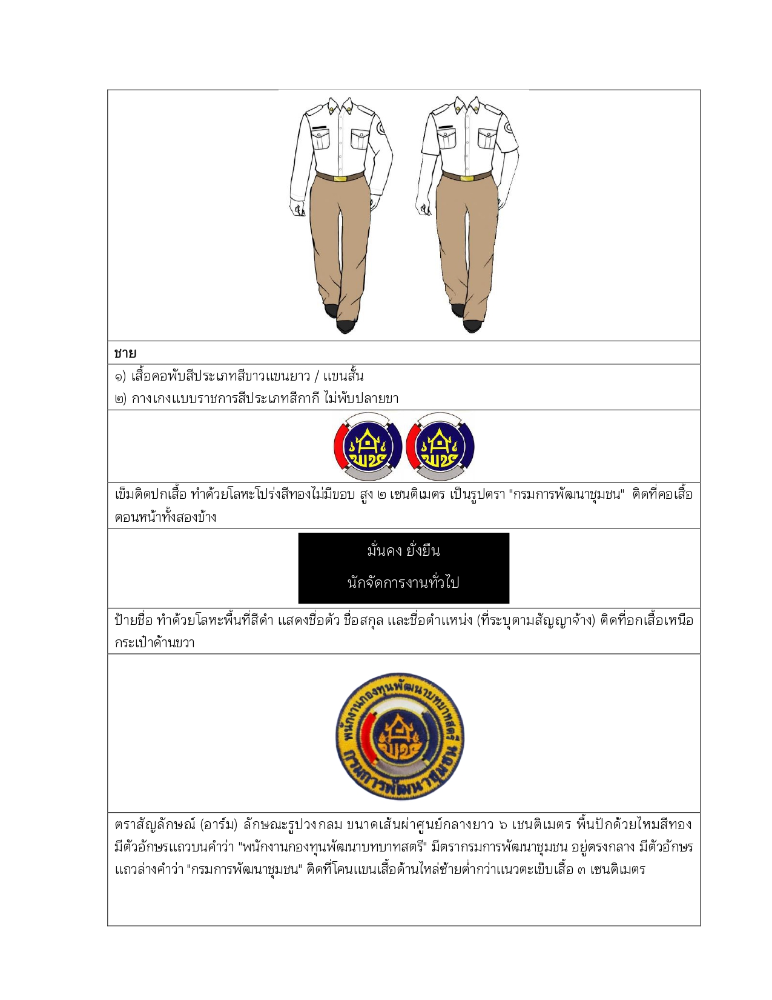 ชาย
๑) เสื้อคอพับสีประเภทสีขาวแขนยาว / แขนสั้น
๒) กางเกงแบบราชการสีประเภทสีกากี ไม่พับปลายขา
พช พช
เข็มติดปกเสื้อ ทำด้วยโลหะโปร่งสีทองไม่มีขอบ สูง ๒ เซนติเมตร เป็นรูปตรา "กรมการพัฒนาชุมชน" ติดที่คอเสื้อ
ตอนหน้าทั้งสองข้าง
มั่นคง ยั่งยืน
นักจัดการงานทั่วไป
ป้ายชื่อ ทำด้วยโลหะพื้นที่สีดำ แสดงชื่อตัว ชื่อสกุล และชื่อตำแหน่ง (ที่ระบุตามสัญญาจ้าง) ติดที่อกเสื้อเหนือ
กระเป๋าด้านขวา
พนักงานกองทุนพัฒนาบทบาทสตรี
พช
กรมการพัฒนาชุมชน
ตราสัญลักษณ์ (อาร์ม) ลักษณะรูปวงกลม ขนาดเส้นผ่าศูนย์กลางยาว ๖ เซนติเมตร พื้นปักด้วยไหมสีทอง
มีตัวอักษรแถวบนคำว่า "พนักงานกองทุนพัฒนาบทบาทสตรี" มีตรากรมการพัฒนาชุมชน อยู่ตรงกลาง มีตัวอักษร
แถวล่างคำว่า "กรมการพัฒนาชุมชน" ติดที่โคนแขนเสื้อด้านไหล่ซ้ายต่ำกว่าแนวตะเข็บเสื้อ ๓ เซนติเมตร